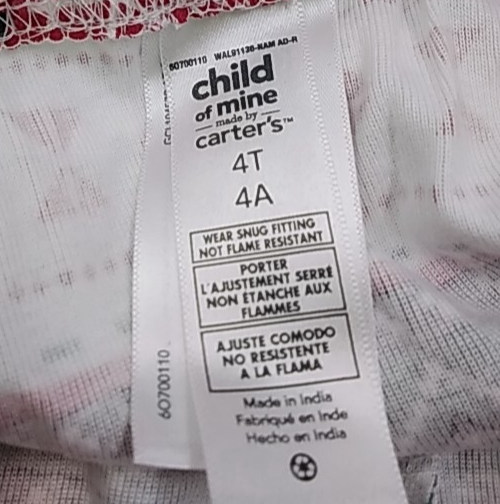 60700110 WAL91136-NAM AD-R
child
of mine
made by
carter's™
4T
4A
WEAR SNUG FITTING
NOT FLAME RESISTANT
PORTER
L'AJUSTEMENT SERRÉ
NON ÉTANCHE AUX
FLAMMES
AJUSTE COMODO
NO RESISTENTE
A LA FLAMA
Made in India
Fabriqué en Inde
Hecho en India
60700110